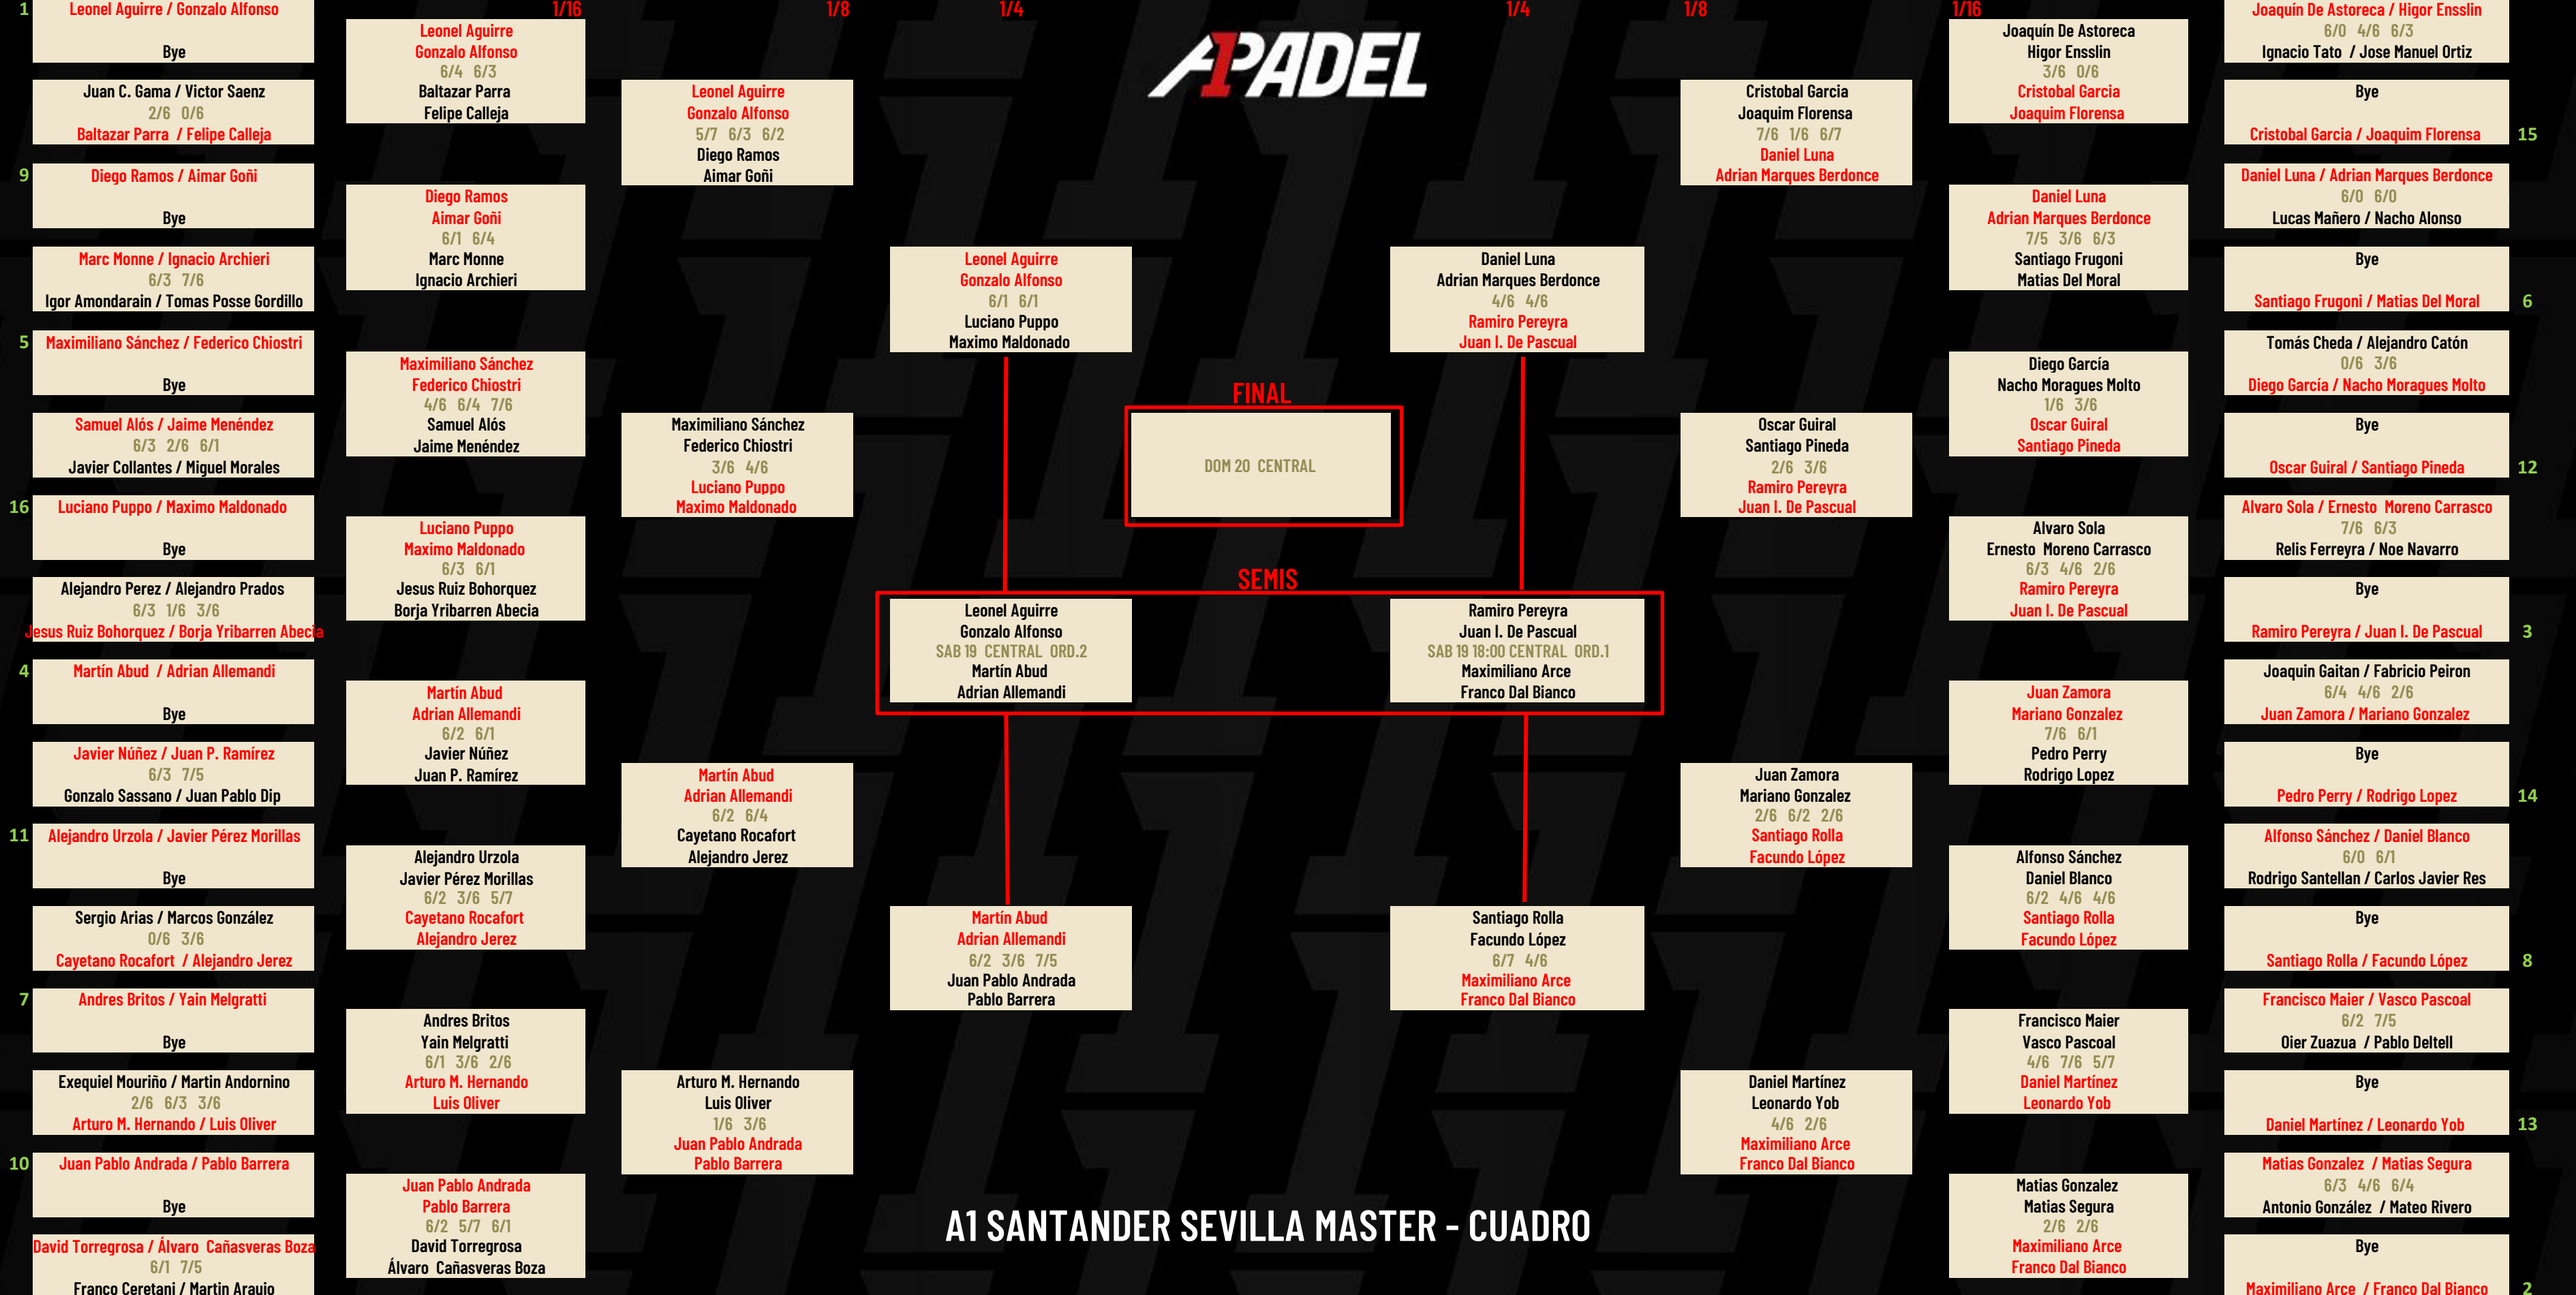 1/16
1/8
1/4
1/4
1/8
1/16
A1PADEL
1
Leonel Aguirre / Gonzalo Alfonso
Bye
Juan C. Gama / Victor Saenz
2/6 0/6
Baltazar Parra / Felipe Calleja
9
Diego Ramos / Aimar Goñi
Bye
Marc Monne / Ignacio Archieri
6/3 7/6
Igor Amondarain / Tomas Posse Gordillo
5
Maximiliano Sánchez / Federico Chiostri
Bye
Samuel Alós / Jaime Menéndez
6/3 2/6 6/1
Javier Collantes / Miguel Morales
16
Luciano Puppo / Maximo Maldonado
Bye
Alejandro Perez / Alejandro Prados
6/3 1/6 3/6
Jesus Ruiz Bohorquez / Borja Yribarren Abecia
4
Martín Abud / Adrian Allemandi
Bye
Javier Núñez / Juan P. Ramírez
6/3 7/5
Gonzalo Sassano / Juan Pablo Dip
11
Alejandro Urzola / Javier Pérez Morillas
Bye
Sergio Arias / Marcos González
0/6 3/6
Cayetano Rocafort / Alejandro Jerez
7
Andres Britos / Yain Melgratti
Bye
Exequiel Mouriño / Martin Andornino
2/6 6/3 3/6
Arturo M. Hernando / Luis Oliver
10
Juan Pablo Andrada / Pablo Barrera
Bye
David Torregrosa / Álvaro Cañasveras Boza
6/1 7/5
Franco Ceretani / Martin Araujo
Leonel Aguirre
Gonzalo Alfonso
6/4 6/3
Baltazar Parra
Felipe Calleja
Diego Ramos
Aimar Goñi
6/1 6/4
Marc Monne
Ignacio Archieri
Maximiliano Sánchez
Federico Chiostri
4/6 6/4 7/6
Samuel Alós
Jaime Menéndez
Luciano Puppo
Maximo Maldonado
6/3 6/1
Jesus Ruiz Bohorquez
Borja Yribarren Abecia
Martín Abud
Adrian Allemandi
6/2 6/1
Javier Núñez
Juan P. Ramírez
Alejandro Urzola
Javier Pérez Morillas
6/2 3/6 5/7
Cayetano Rocafort
Alejandro Jerez
Andres Britos
Yain Melgratti
6/1 3/6 2/6
Arturo M. Hernando
Luis Oliver
Juan Pablo Andrada
Pablo Barrera
6/2 5/7 6/1
David Torregrosa
Álvaro Cañasveras Boza
Leonel Aguirre
Gonzalo Alfonso
5/7 6/3 6/2
Diego Ramos
Aimar Goñi
Maximiliano Sánchez
Federico Chiostri
3/6 4/6
Luciano Puppo
Maximo Maldonado
Martín Abud
Adrian Allemandi
6/2 6/4
Cayetano Rocafort
Alejandro Jerez
Arturo M. Hernando
Luis Oliver
1/6 3/6
Juan Pablo Andrada
Pablo Barrera
Leonel Aguirre
Gonzalo Alfonso
6/1 6/1
Luciano Puppo
Maximo Maldonado
Daniel Luna
Adrian Marques Berdonce
4/6 4/6
Ramiro Pereyra
Juan I. De Pascual
FINAL
DOM 20 CENTRAL
SEMIS
Leonel Aguirre
Gonzalo Alfonso
SAB 19 CENTRAL ORD.2
Martín Abud
Adrian Allemandi
Ramiro Pereyra
Juan I. De Pascual
SAB 19 18:00 CENTRAL ORD.1
Maximiliano Arce
Franco Dal Bianco
Martín Abud
Adrian Allemandi
6/2 3/6 7/5
Juan Pablo Andrada
Pablo Barrera
Santiago Rolla
Facundo López
6/7 4/6
Maximiliano Arce
Franco Dal Bianco
A1 SANTANDER SEVILLA MASTER - CUADRO
Cristobal Garcia
Joaquim Florensa
7/6 1/6 6/7
Daniel Luna
Adrian Marques Berdonce
Oscar Guiral
Santiago Pineda
2/6 3/6
Ramiro Pereyra
Juan I. De Pascual
Juan Zamora
Mariano Gonzalez
2/6 6/2 2/6
Santiago Rolla
Facundo López
Daniel Martínez
Leonardo Yob
4/6 2/6
Maximiliano Arce
Franco Dal Bianco
Joaquín De Astoreca
Higor Ensslin
3/6 0/6
Cristobal Garcia
Joaquim Florensa
Daniel Luna
Adrian Marques Berdonce
7/5 3/6 6/3
Santiago Frugoni
Matias Del Moral
Diego García
Nacho Moragues Molto
1/6 3/6
Oscar Guiral
Santiago Pineda
Alvaro Sola
Ernesto Moreno Carrasco
6/3 4/6 2/6
Ramiro Pereyra
Juan I. De Pascual
Juan Zamora
Mariano Gonzalez
7/6 6/1
Pedro Perry
Rodrigo Lopez
Alfonso Sánchez
Daniel Blanco
6/2 4/6 4/6
Santiago Rolla
Facundo López
Francisco Maier
Vasco Pascoal
4/6 7/6 5/7
Daniel Martínez
Leonardo Yob
Matias Gonzalez
Matias Segura
2/6 2/6
Maximiliano Arce
Franco Dal Bianco
Joaquín De Astoreca / Higor Ensslin
6/0 4/6 6/3
Ignacio Tato / Jose Manuel Ortiz
Bye
Cristobal Garcia / Joaquim Florensa
15
Daniel Luna / Adrian Marques Berdonce
6/0 6/0
Lucas Mañero / Nacho Alonso
Bye
Santiago Frugoni / Matias Del Moral
6
Tomás Cheda / Alejandro Catón
0/6 3/6
Diego García / Nacho Moragues Molto
Bye
Oscar Guiral / Santiago Pineda
12
Alvaro Sola / Ernesto Moreno Carrasco
7/6 6/3
Relis Ferreyra / Noe Navarro
Bye
Ramiro Pereyra / Juan I. De Pascual
3
Joaquin Gaitan / Fabricio Peiron
6/4 4/6 2/6
Juan Zamora / Mariano Gonzalez
Bye
Pedro Perry / Rodrigo Lopez
14
Alfonso Sánchez / Daniel Blanco
6/0 6/1
Rodrigo Santellan / Carlos Javier Res
Bye
Santiago Rolla / Facundo López
8
Francisco Maier / Vasco Pascoal
6/2 7/5
Oier Zuazua / Pablo Deltell
Bye
Daniel Martínez / Leonardo Yob
13
Matias Gonzalez / Matias Segura
6/3 4/6 6/4
Antonio González / Mateo Rivero
Bye
Maximiliano Arce / Franco Dal Bianco
2